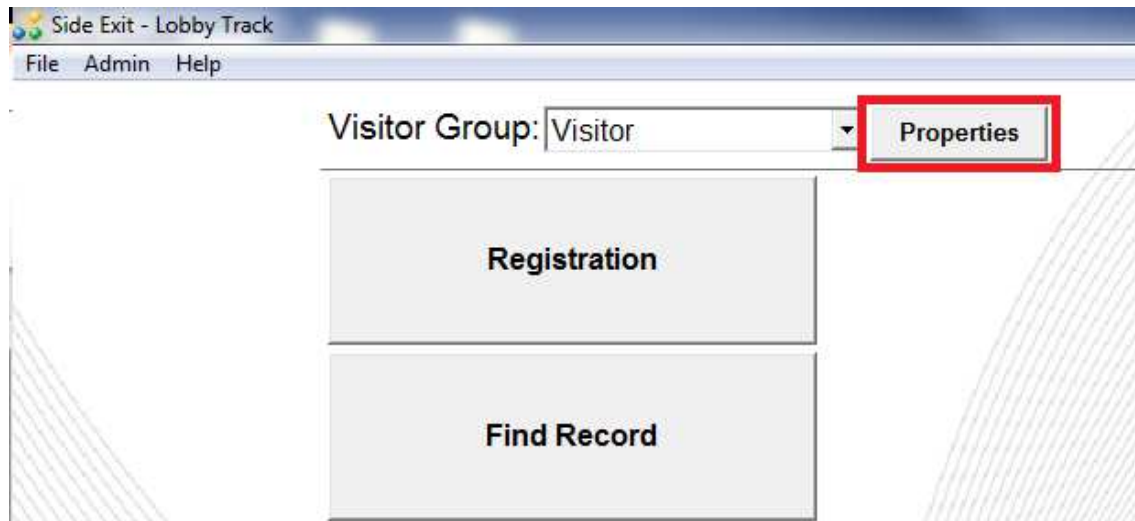 Side Exit - Lobby Track
File Admin Help
Visitor Group: Visitor Properties
Registration
Find Record